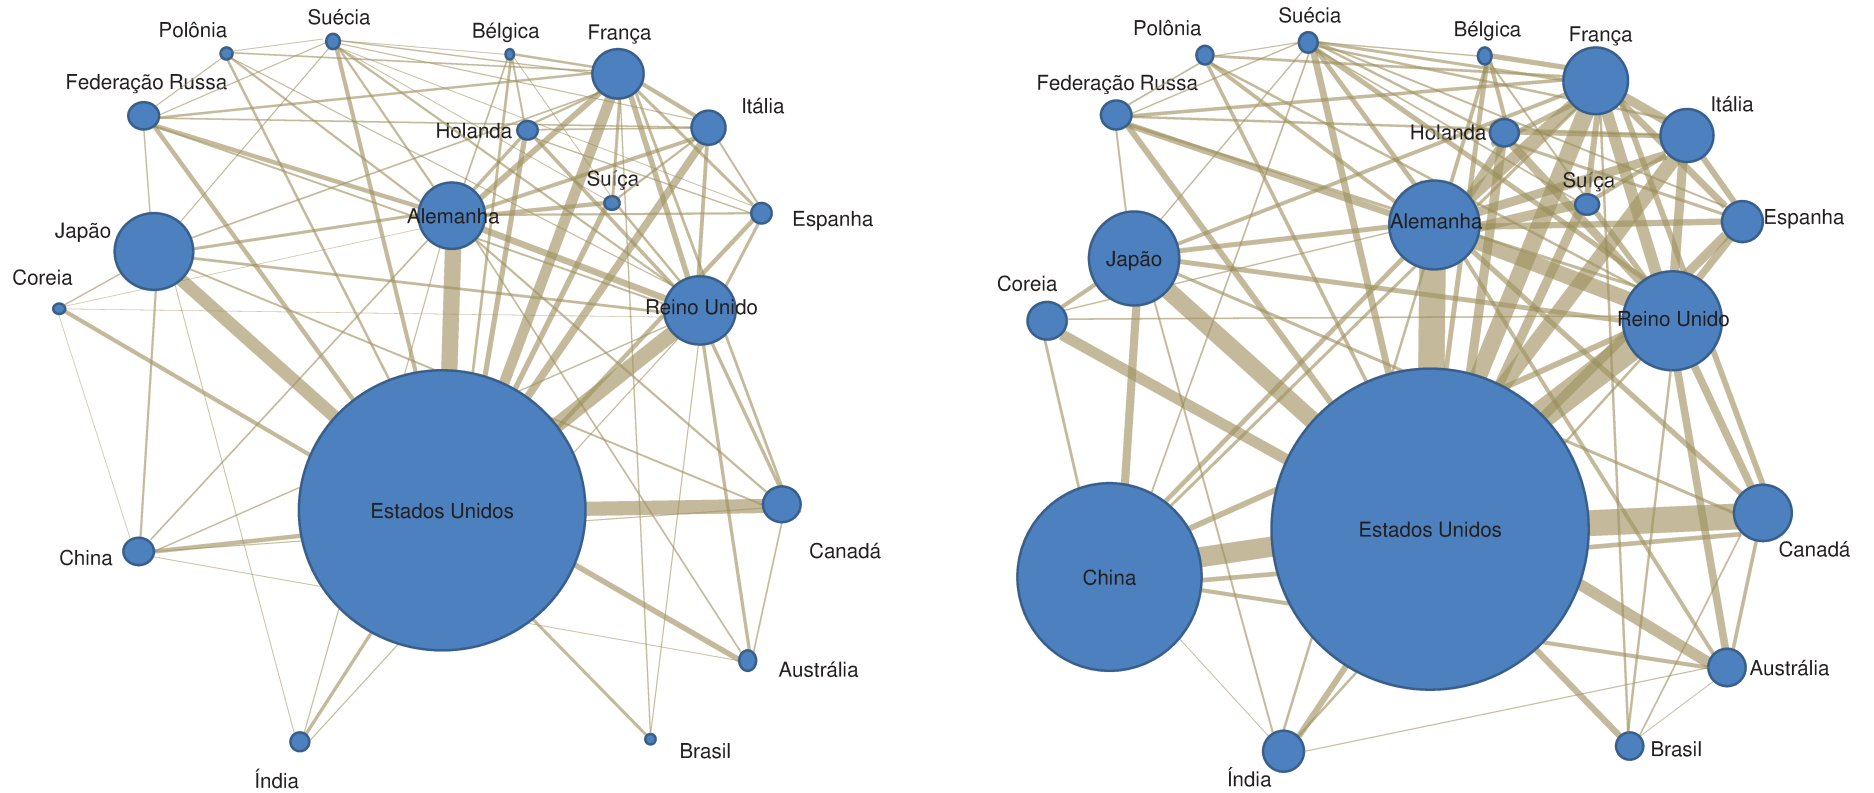 Polônia
Suécia
Bélgica
França
Federação Russa
Itália
Holanda
Suíça
Alemanha
Espanha
Japão
Coreia
Reino Unido
Estados Unidos
China
Canadá
Austrália
Brasil
Índia
Polônia
Suécia
Bélgica
França
Federação Russa
Itália
Holanda
Suíça
Alemanha
Espanha
Japão
Coreia
Reino Unido
Estados Unidos
China
Canadá
Austrália
Brasil
Índia